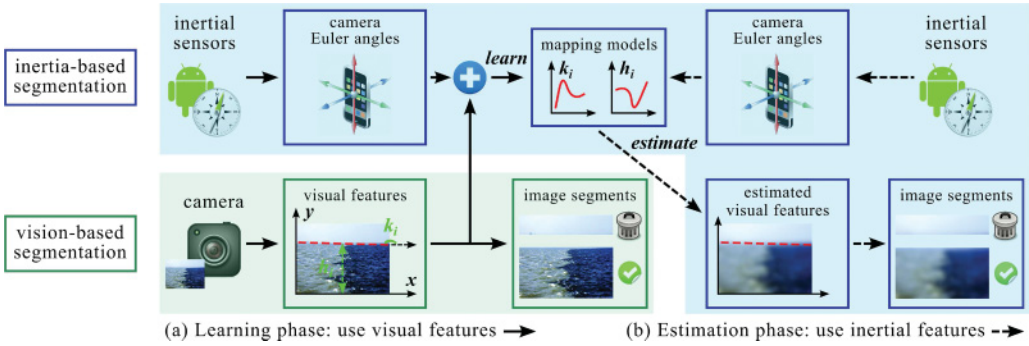 inertia-based
segmentation
inertial
sensors
camera
Euler angles
learn
mapping models
k_i
h_i
camera
Euler angles
inertial
sensors
estimate
vision-based
segmentation
camera
visual features
y
k_i
h_i
x
image segments
estimated
visual features
image segments
(a) Learning phase: use visual features
(b) Estimation phase: use inertial features